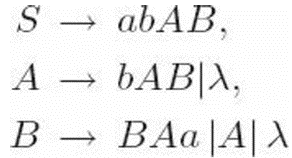 S → abAB,
A → bAB|λ,
B → BAa |A| λ